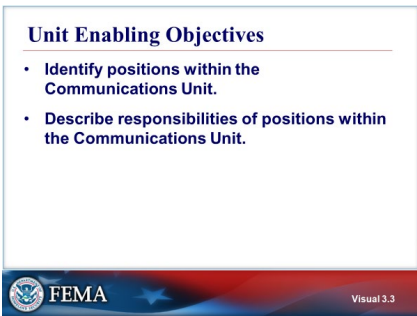 Unit Enabling Objectives
• Identify positions within the
Communications Unit.
• Describe responsibilities of positions within
the Communications Unit.
FEMA
Visual 3.3